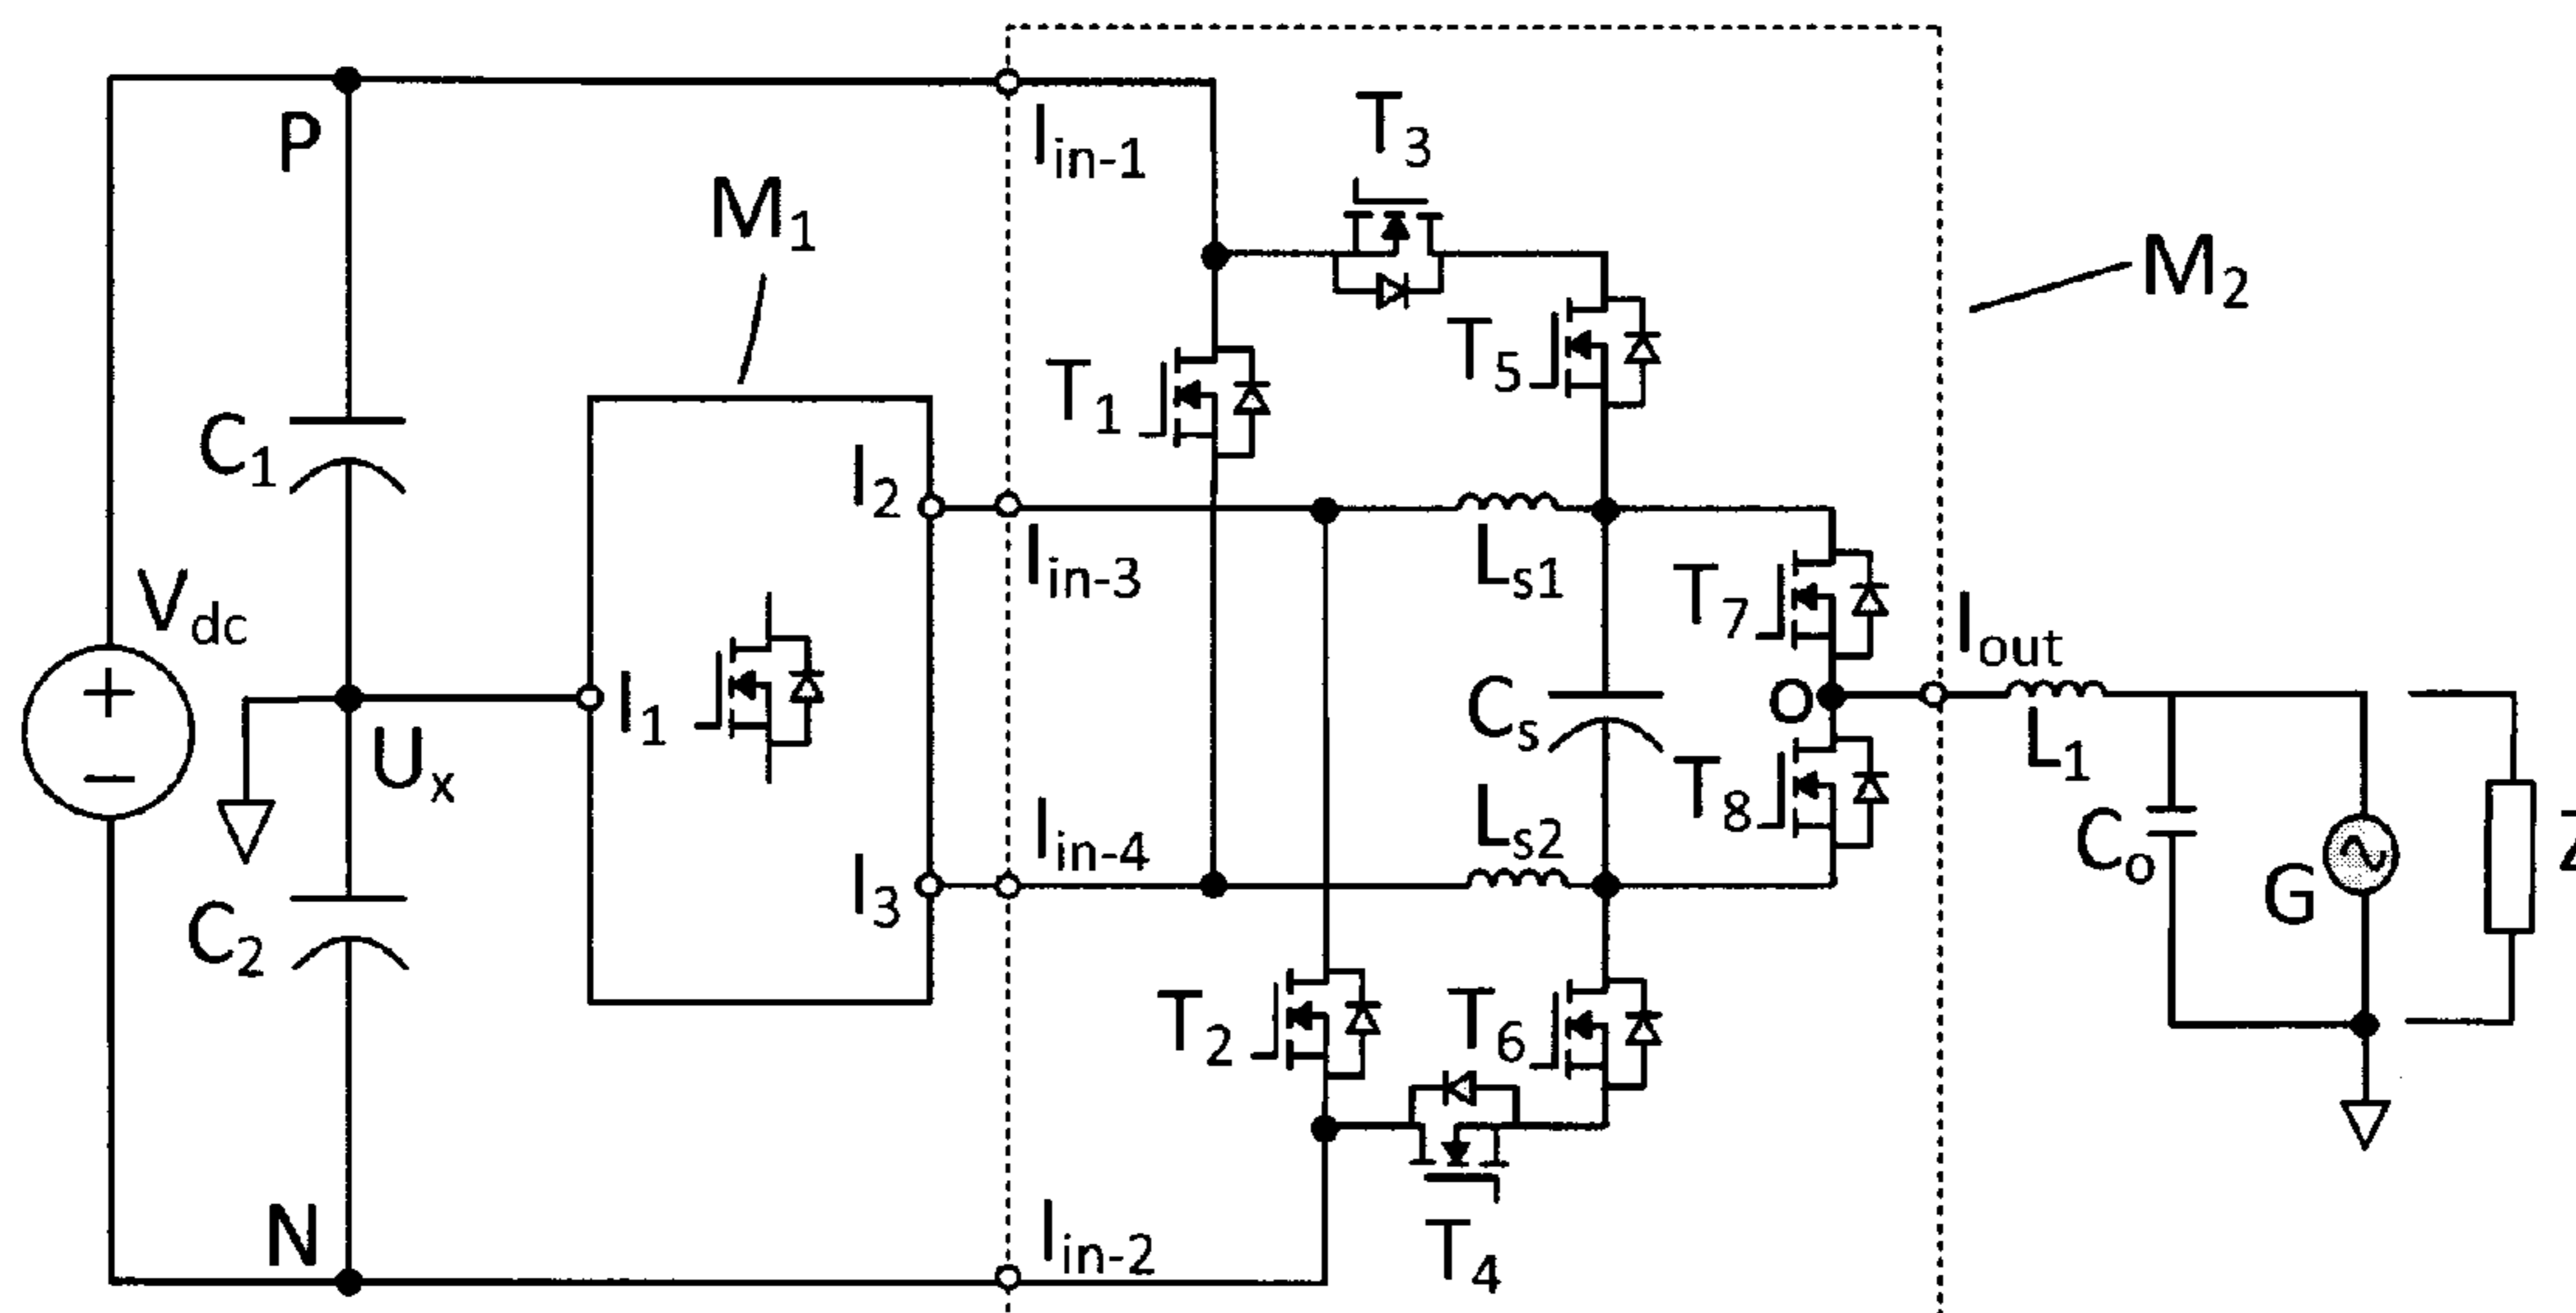 P
C1
Vdc
+
−
Ux
C2
N
M1
I1
I2
I3
Iin-1
Iin-3
Iin-4
Iin-2
T1
T2
T3
T5
Ls1
Cs
Ls2
T6
T4
T7
O
T8
M2
Iout
L1
Co
G